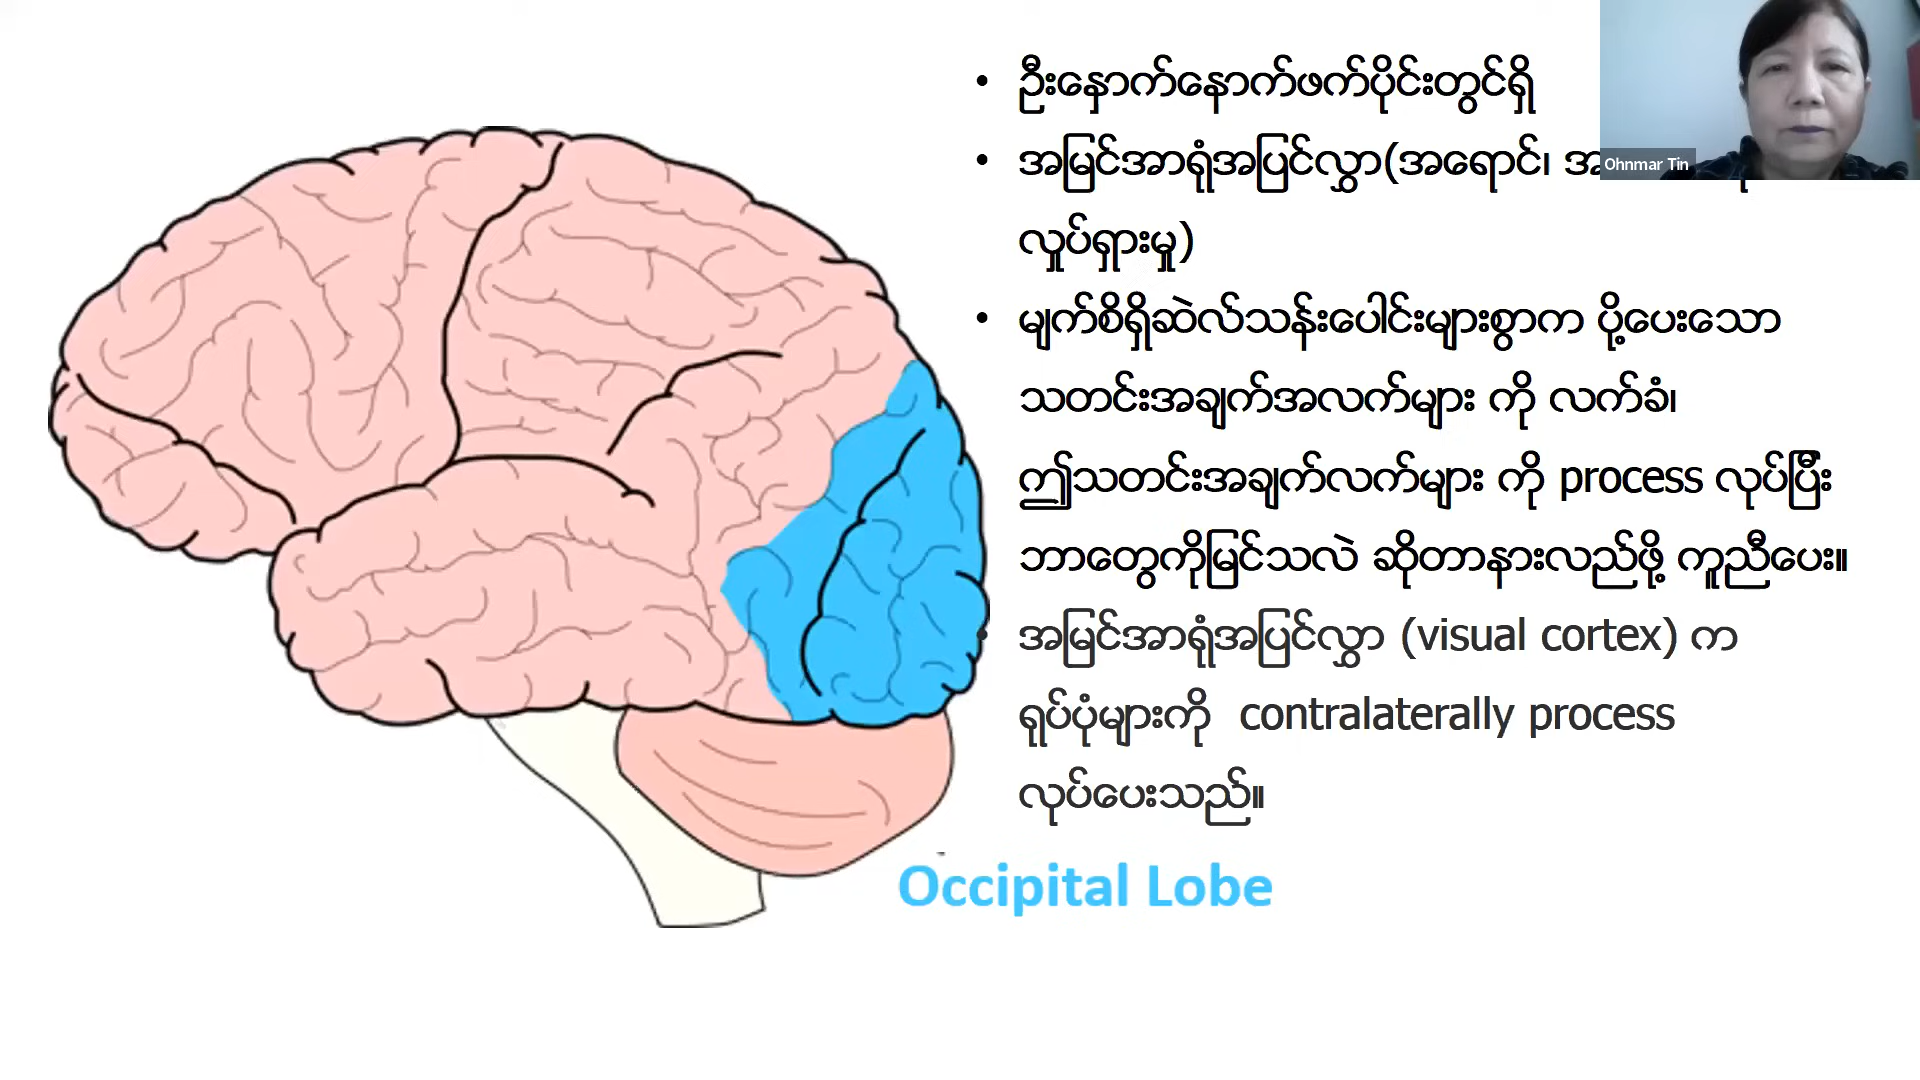 • ဦးနှောက်နောက်ဖက်ပိုင်းတွင်ရှိ
• အမြင်အာရုံအပြင်လွှာ(အရောင်၊
လှုပ်ရှားမှု)
• မျက်စိရှိဆဲလ်သန်းပေါင်းများစွာက ပို့ပေးသော
သတင်းအချက်အလက်များ ကို လက်ခံ၊
ဤသတင်းအချက်လက်များ ကို process လုပ်ပြီး
ဘာတွေကိုမြင်သလဲ ဆိုတာနားလည်ဖို့ ကူညီပေး။
• အမြင်အာရုံအပြင်လွှာ (visual cortex) က
ရုပ်ပုံများကို contralaterally process
လုပ်ပေးသည်။
Occipital Lobe
Ohnmar Tin